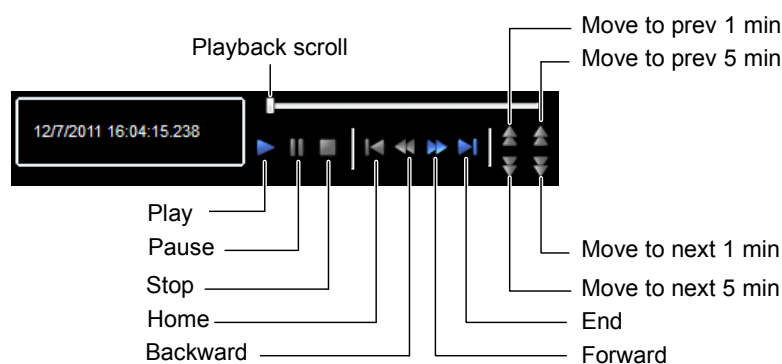 Move to prev 1 min
Playback scroll
Move to prev 5 min
12/7/2011 16:04:15.238
Play
Pause
Stop
Home
Backward
Move to next 1 min
Move to next 5 min
End
Forward